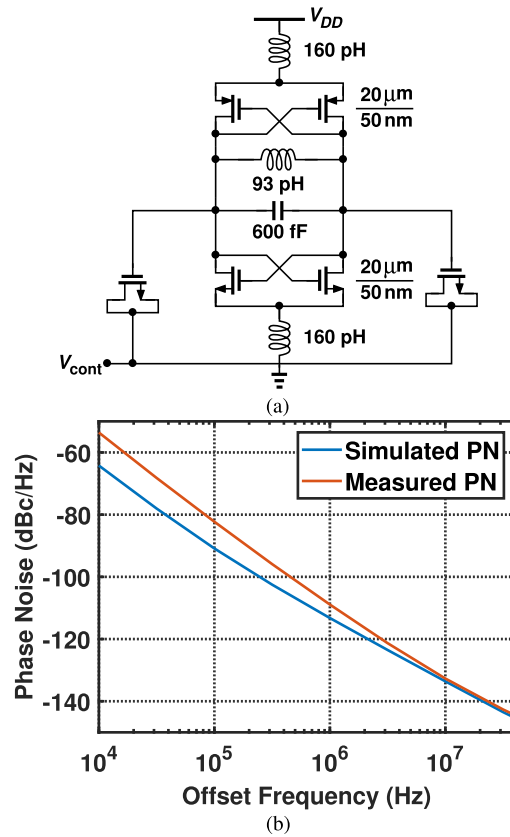 V_DD
160 pH
20 μm
50 nm
93 pH
600 fF
20 μm
50 nm
160 pH
V_cont
(a)
Simulated PN
Measured PN
-60
-80
-100
-120
-140
Phase Noise (dBc/Hz)
10^4
10^5
10^6
10^7
Offset Frequency (Hz)
(b)